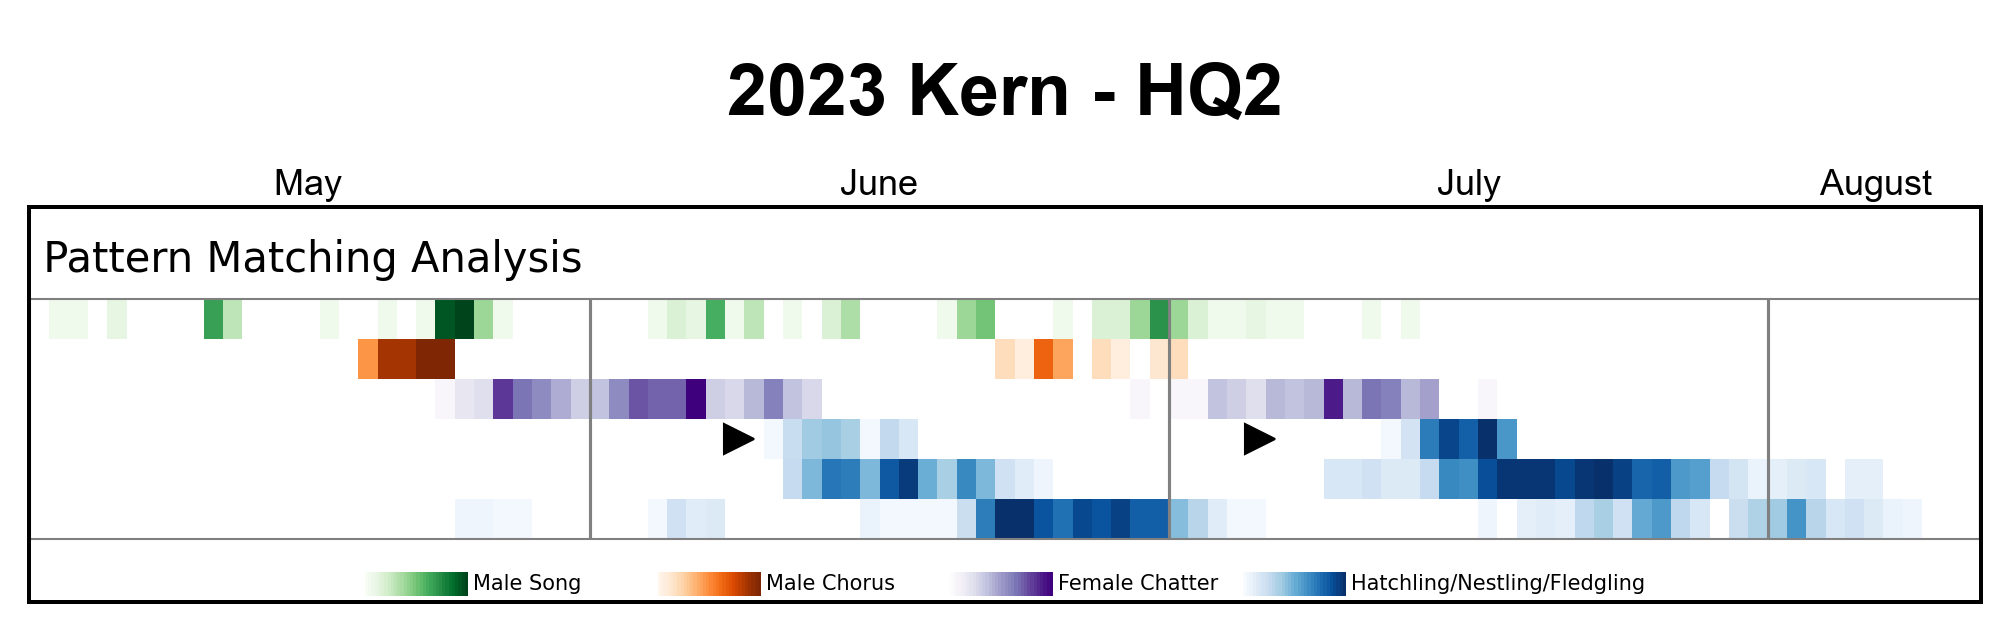 2023 Kern - HQ2
May June July August
Pattern Matching Analysis
Male Song Male Chorus Female Chatter Hatchling/Nestling/Fledgling